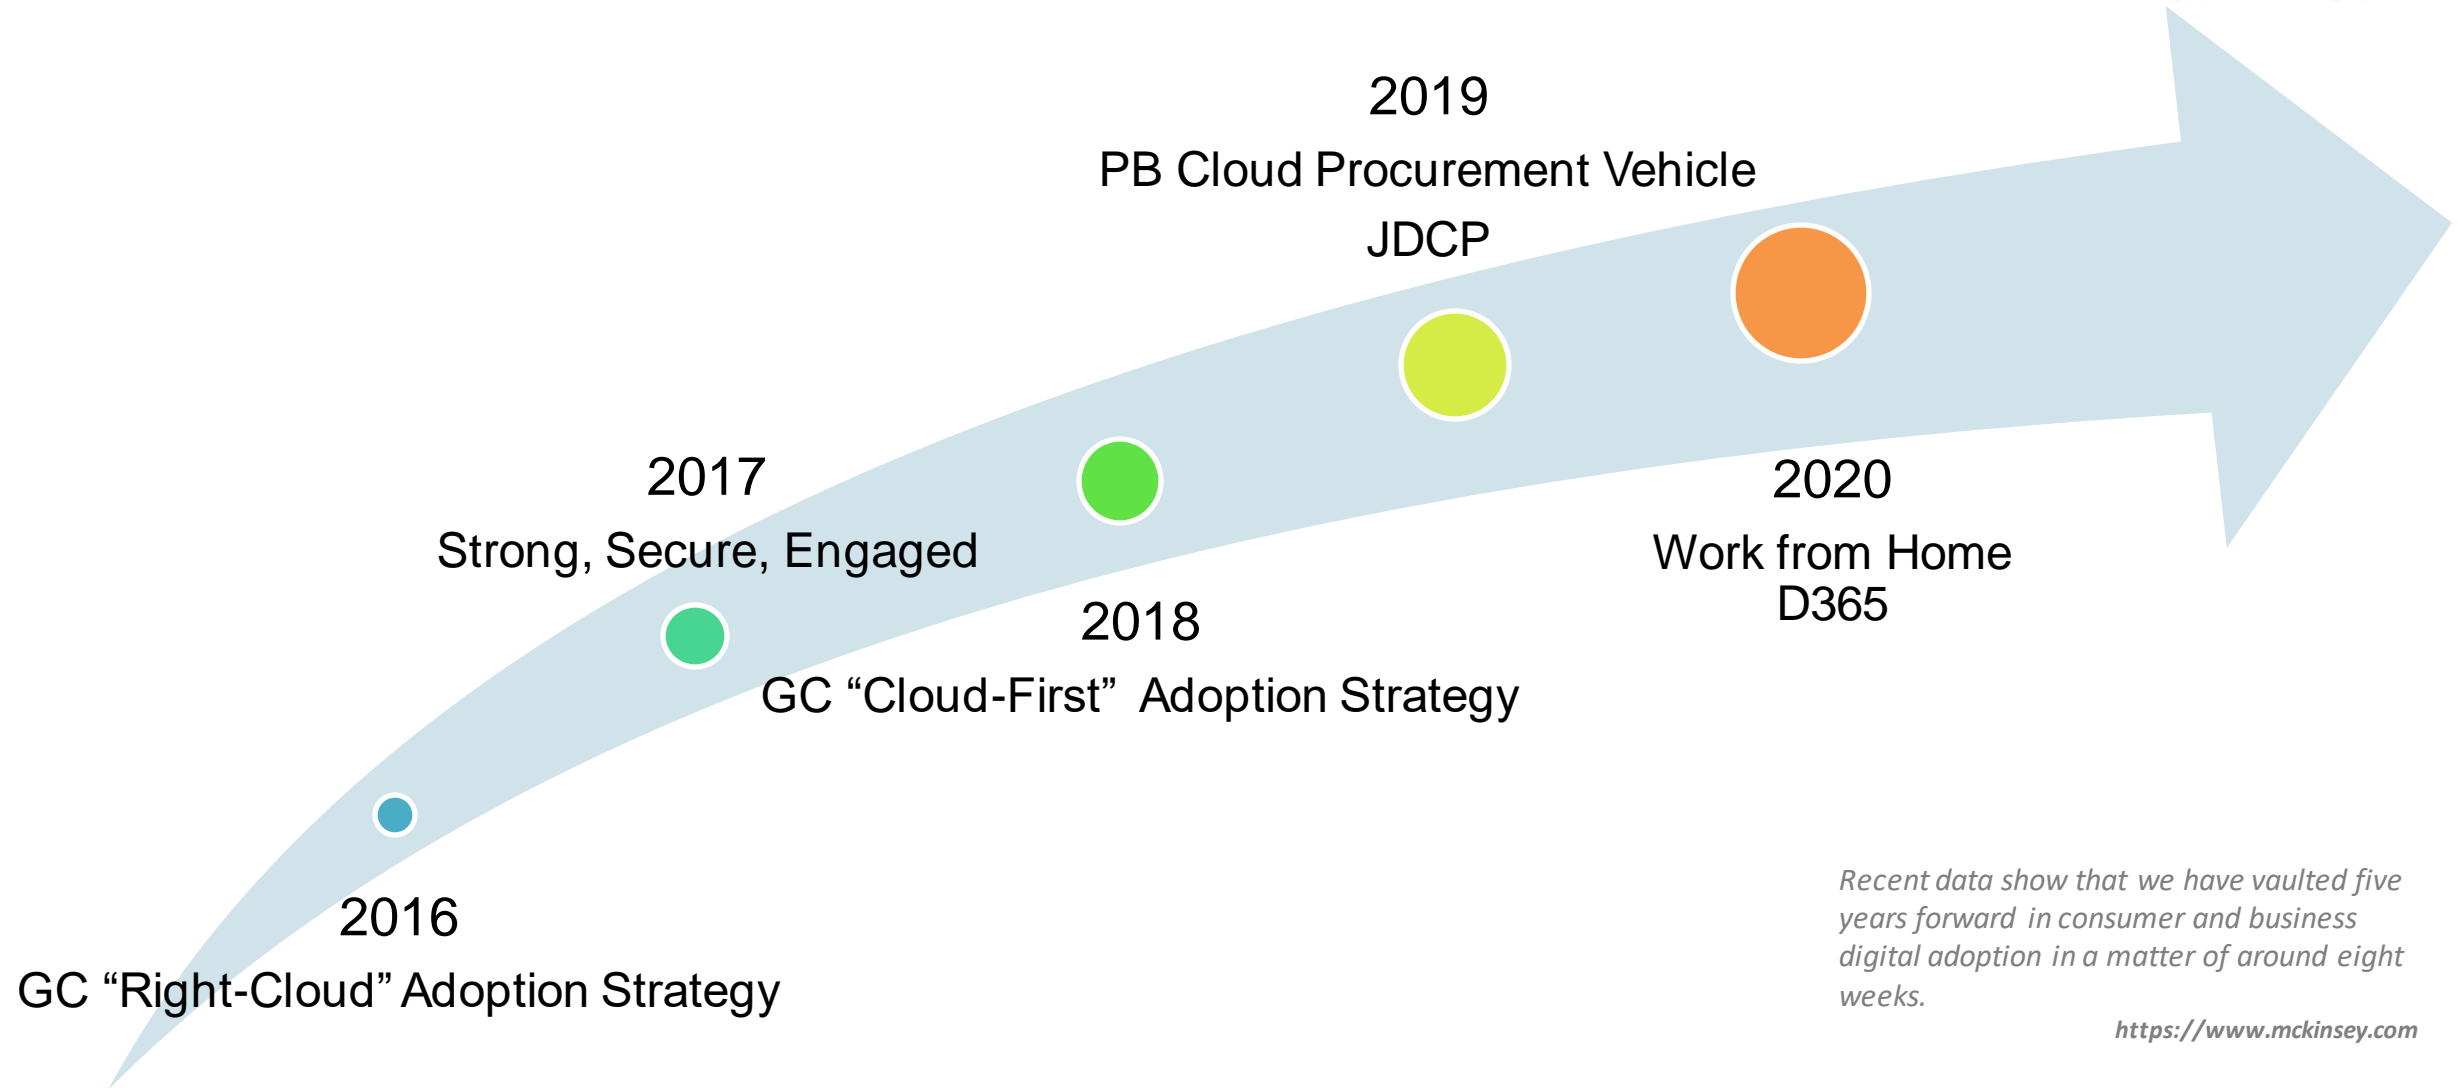 2019
PB Cloud Procurement Vehicle
JDCP
2017
Strong, Secure, Engaged
2020
Work from Home
D365
2018
GC “Cloud-First” Adoption Strategy
2016
GC “Right-Cloud” Adoption Strategy
Recent data show that we have vaulted five
years forward in consumer and business
digital adoption in a matter of around eight
weeks.
https://www.mckinsey.com